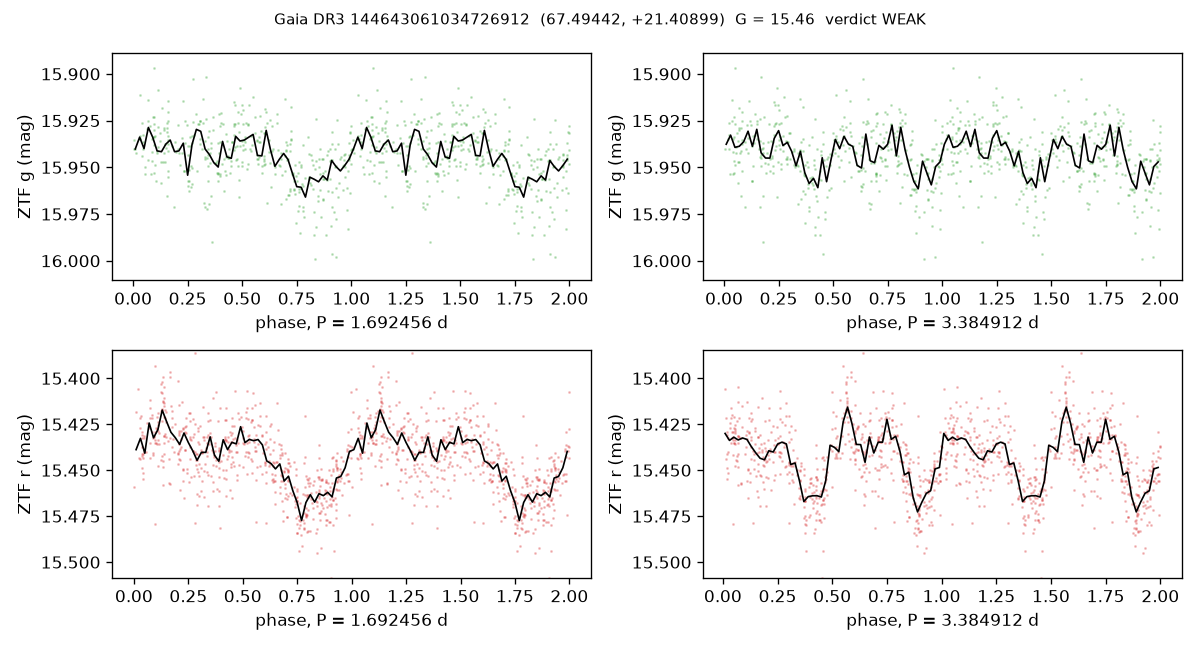 Gaia DR3 144643061034726912 (67.49442, +21.40899) G = 15.46 verdict WEAK
ZTF g (mag)
15.900
15.925
15.950
15.975
16.000
0.00 0.25 0.50 0.75 1.00 1.25 1.50 1.75 2.00
phase, P = 1.692456 d
ZTF g (mag)
15.900
15.925
15.950
15.975
16.000
0.00 0.25 0.50 0.75 1.00 1.25 1.50 1.75 2.00
phase, P = 3.384912 d
ZTF r (mag)
15.400
15.425
15.450
15.475
15.500
0.00 0.25 0.50 0.75 1.00 1.25 1.50 1.75 2.00
phase, P = 1.692456 d
ZTF r (mag)
15.400
15.425
15.450
15.475
15.500
0.00 0.25 0.50 0.75 1.00 1.25 1.50 1.75 2.00
phase, P = 3.384912 d